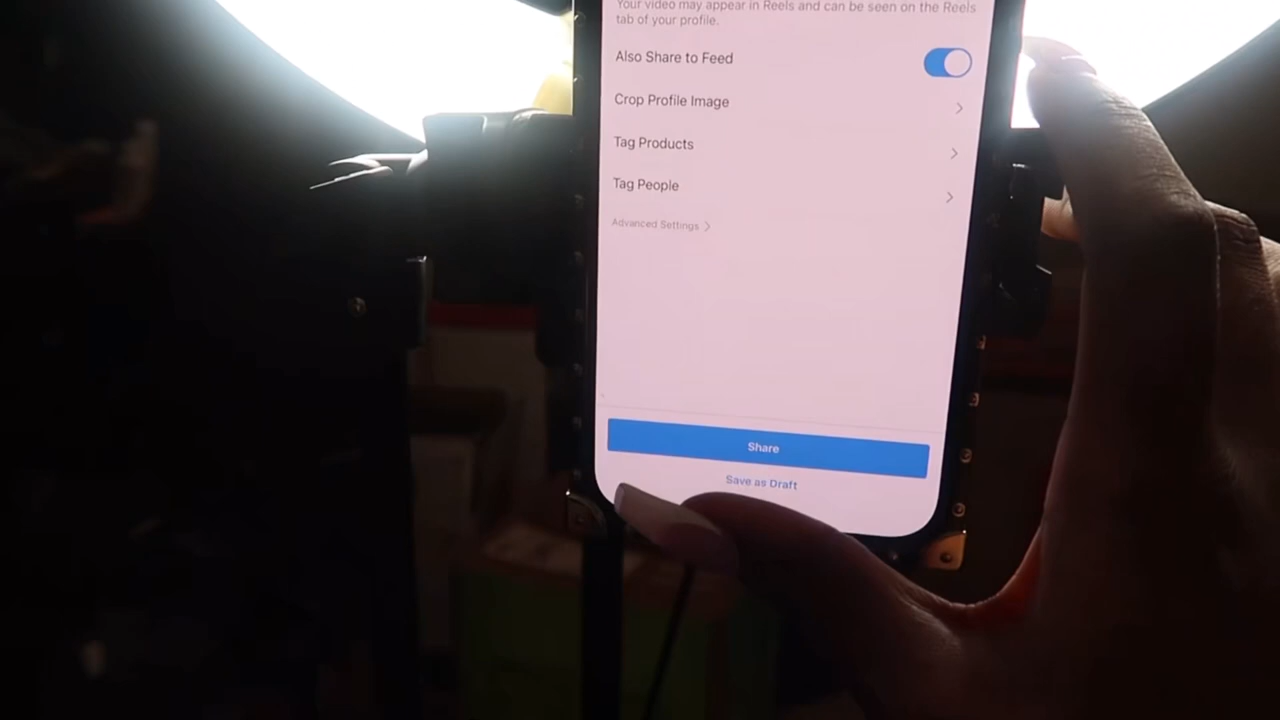 Your video may appear in Reels and can be seen on the Reels
tab of your profile.
Also Share to Feed
Crop Profile Image
Tag Products
Tag People
Advanced Settings
Share
Save as Draft